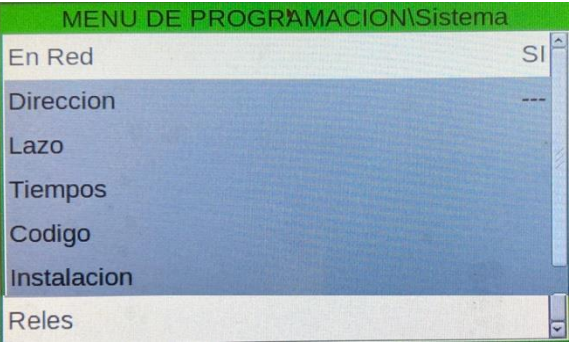 MENU DE PROGRAMACION\Sistema
En Red SI
Direccion ---
Lazo
Tiempos
Codigo
Instalacion
Reles